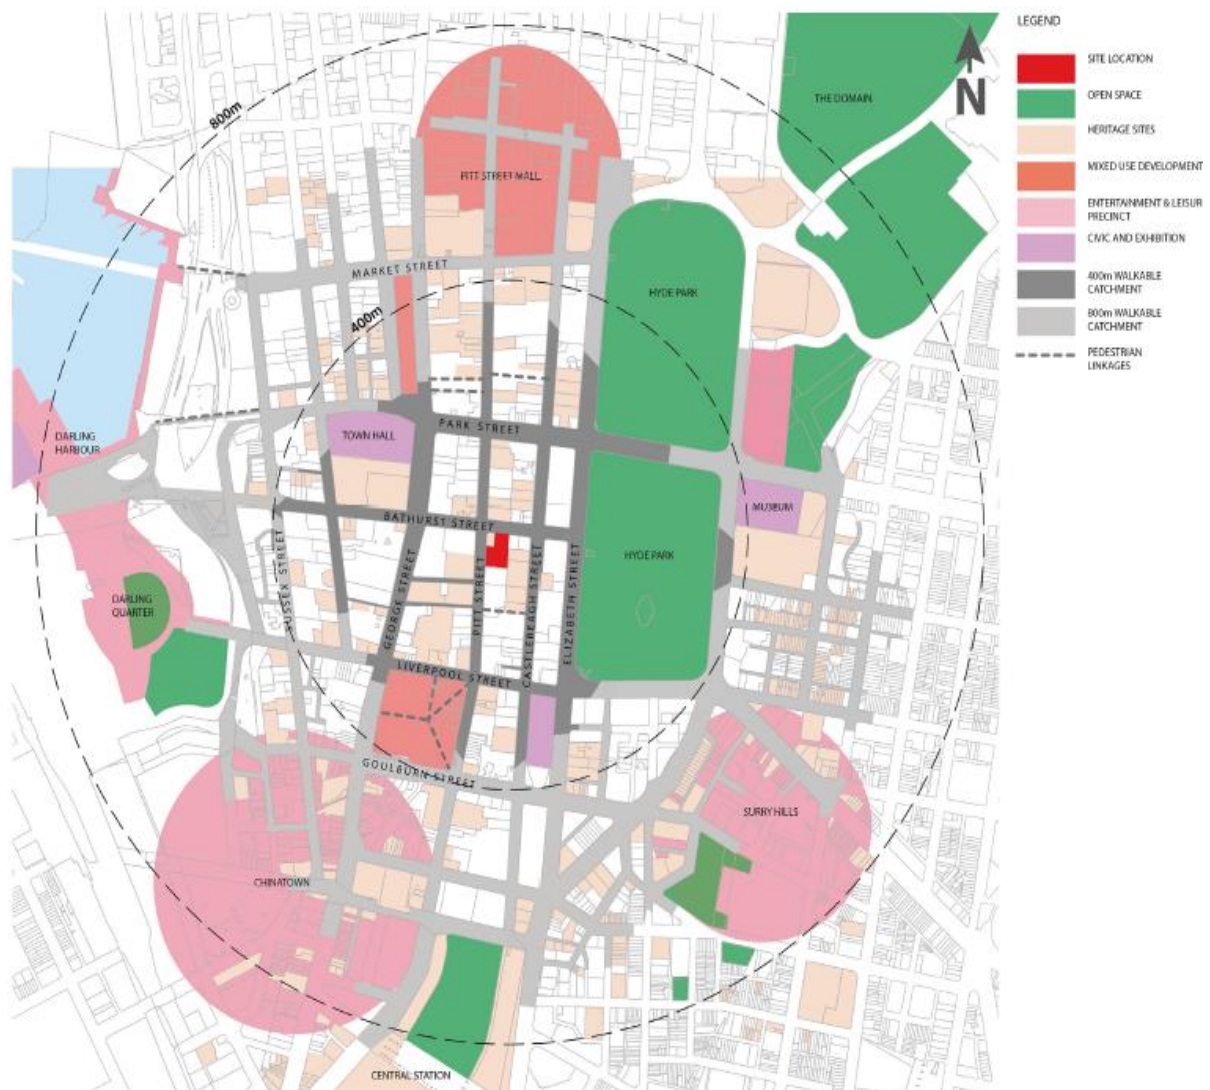 LEGEND
N
SITE LOCATION
OPEN SPACE
HERITAGE SITES
MIXED USE DEVELOPMENT
ENTERTAINMENT & LEISUR
PRECINCT
CIVIC AND EXHIBITION
400m WALKABLE
CATCHMENT
800m WALKABLE
CATCHMENT
PEDESTRIAN
LINKAGES
800m
THE DOMAIN
PITT STREET MALL
MARKET STREET
HYDE PARK
400m
PARK STREET
TOWN HALL
DARLING
HARBOUR
MUSEUM
BATHURST STREET
HYDE PARK
SUSSEX STREET
GEORGE STREET
PITT STREET
CASTLEREAGH STREET
ELIZABETH STREET
DARLING
QUARTER
LIVERPOOL STREET
GOULBURN STREET
SURRY HILLS
CHINATOWN
CENTRAL STATION